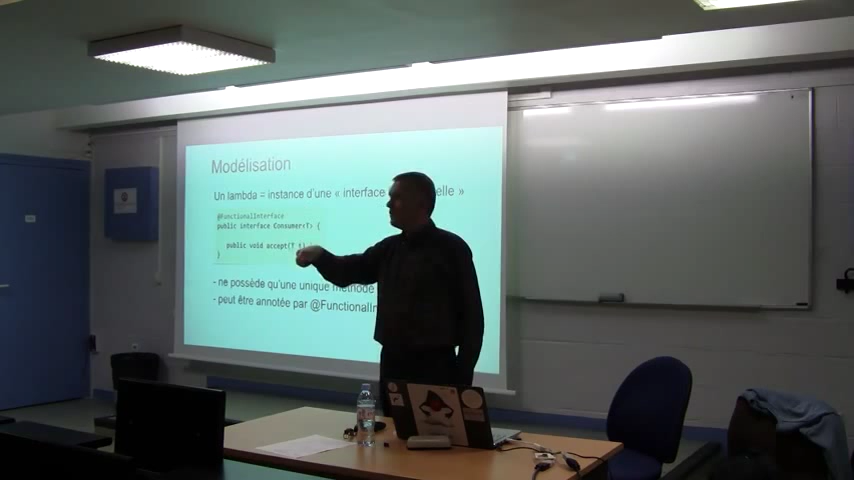 Modélisation
Un lambda = instance d'une « interface elle »
@FunctionalInterface
public interface Consumer<T> {
public void accept(T t)
}
- ne possède qu'une unique méthode
- peut être annotée par @FunctionalIn